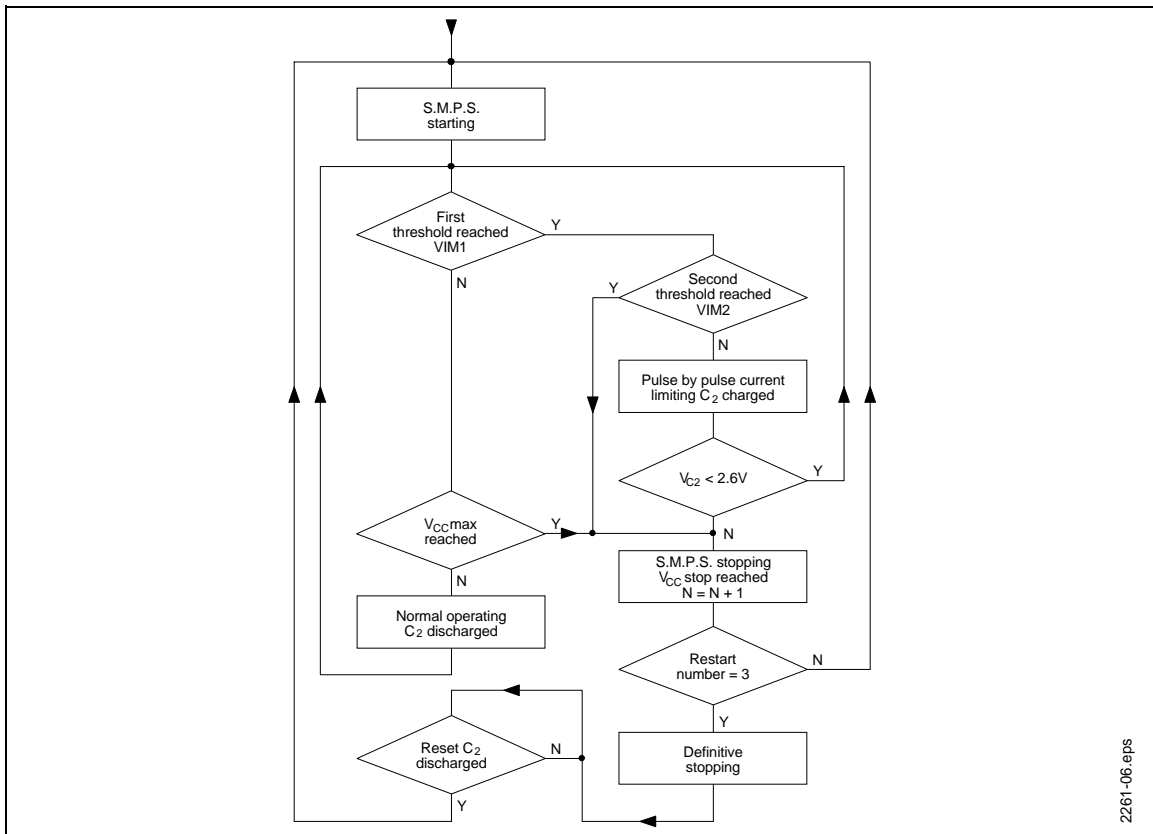 S.M.P.S.
starting
First
threshold reached
VIM1
Y
N
Second
threshold reached
VIM2
Y
N
Pulse by pulse current
limiting C2 charged
VC2 < 2.6V
Y
N
VCC max
reached
Y
N
S.M.P.S. stopping
VCC stop reached
N = N + 1
Normal operating
C2 discharged
Restart
number = 3
N
Y
Reset C2
discharged
N
Y
Definitive
stopping
2261-06.eps